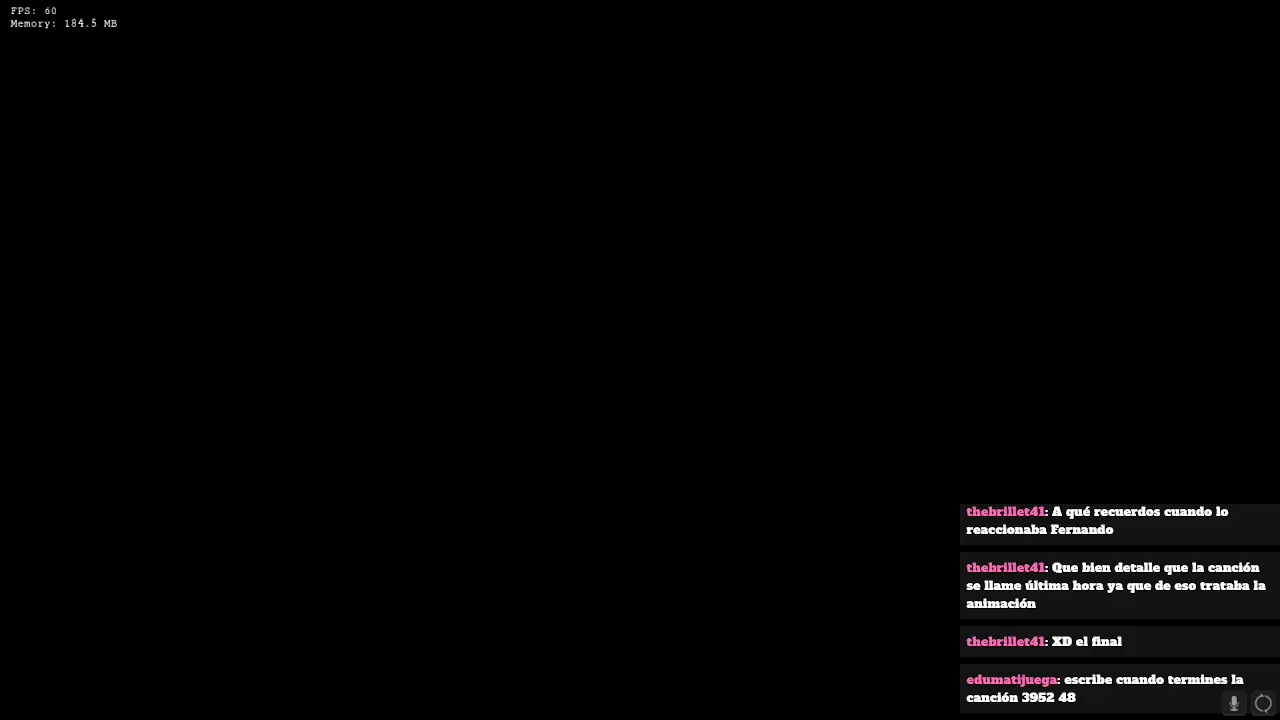 FPS: 60
Memory: 184.5 MB
thebrillet41: A qué recuerdos cuando lo
reaccionaba Fernando
thebrillet41: Que bien detalle que la canción
se llame última hora ya que de eso trataba la
animación
thebrillet41: XD el final
edumatijuega: escribe cuando termines la
canción 3952 48